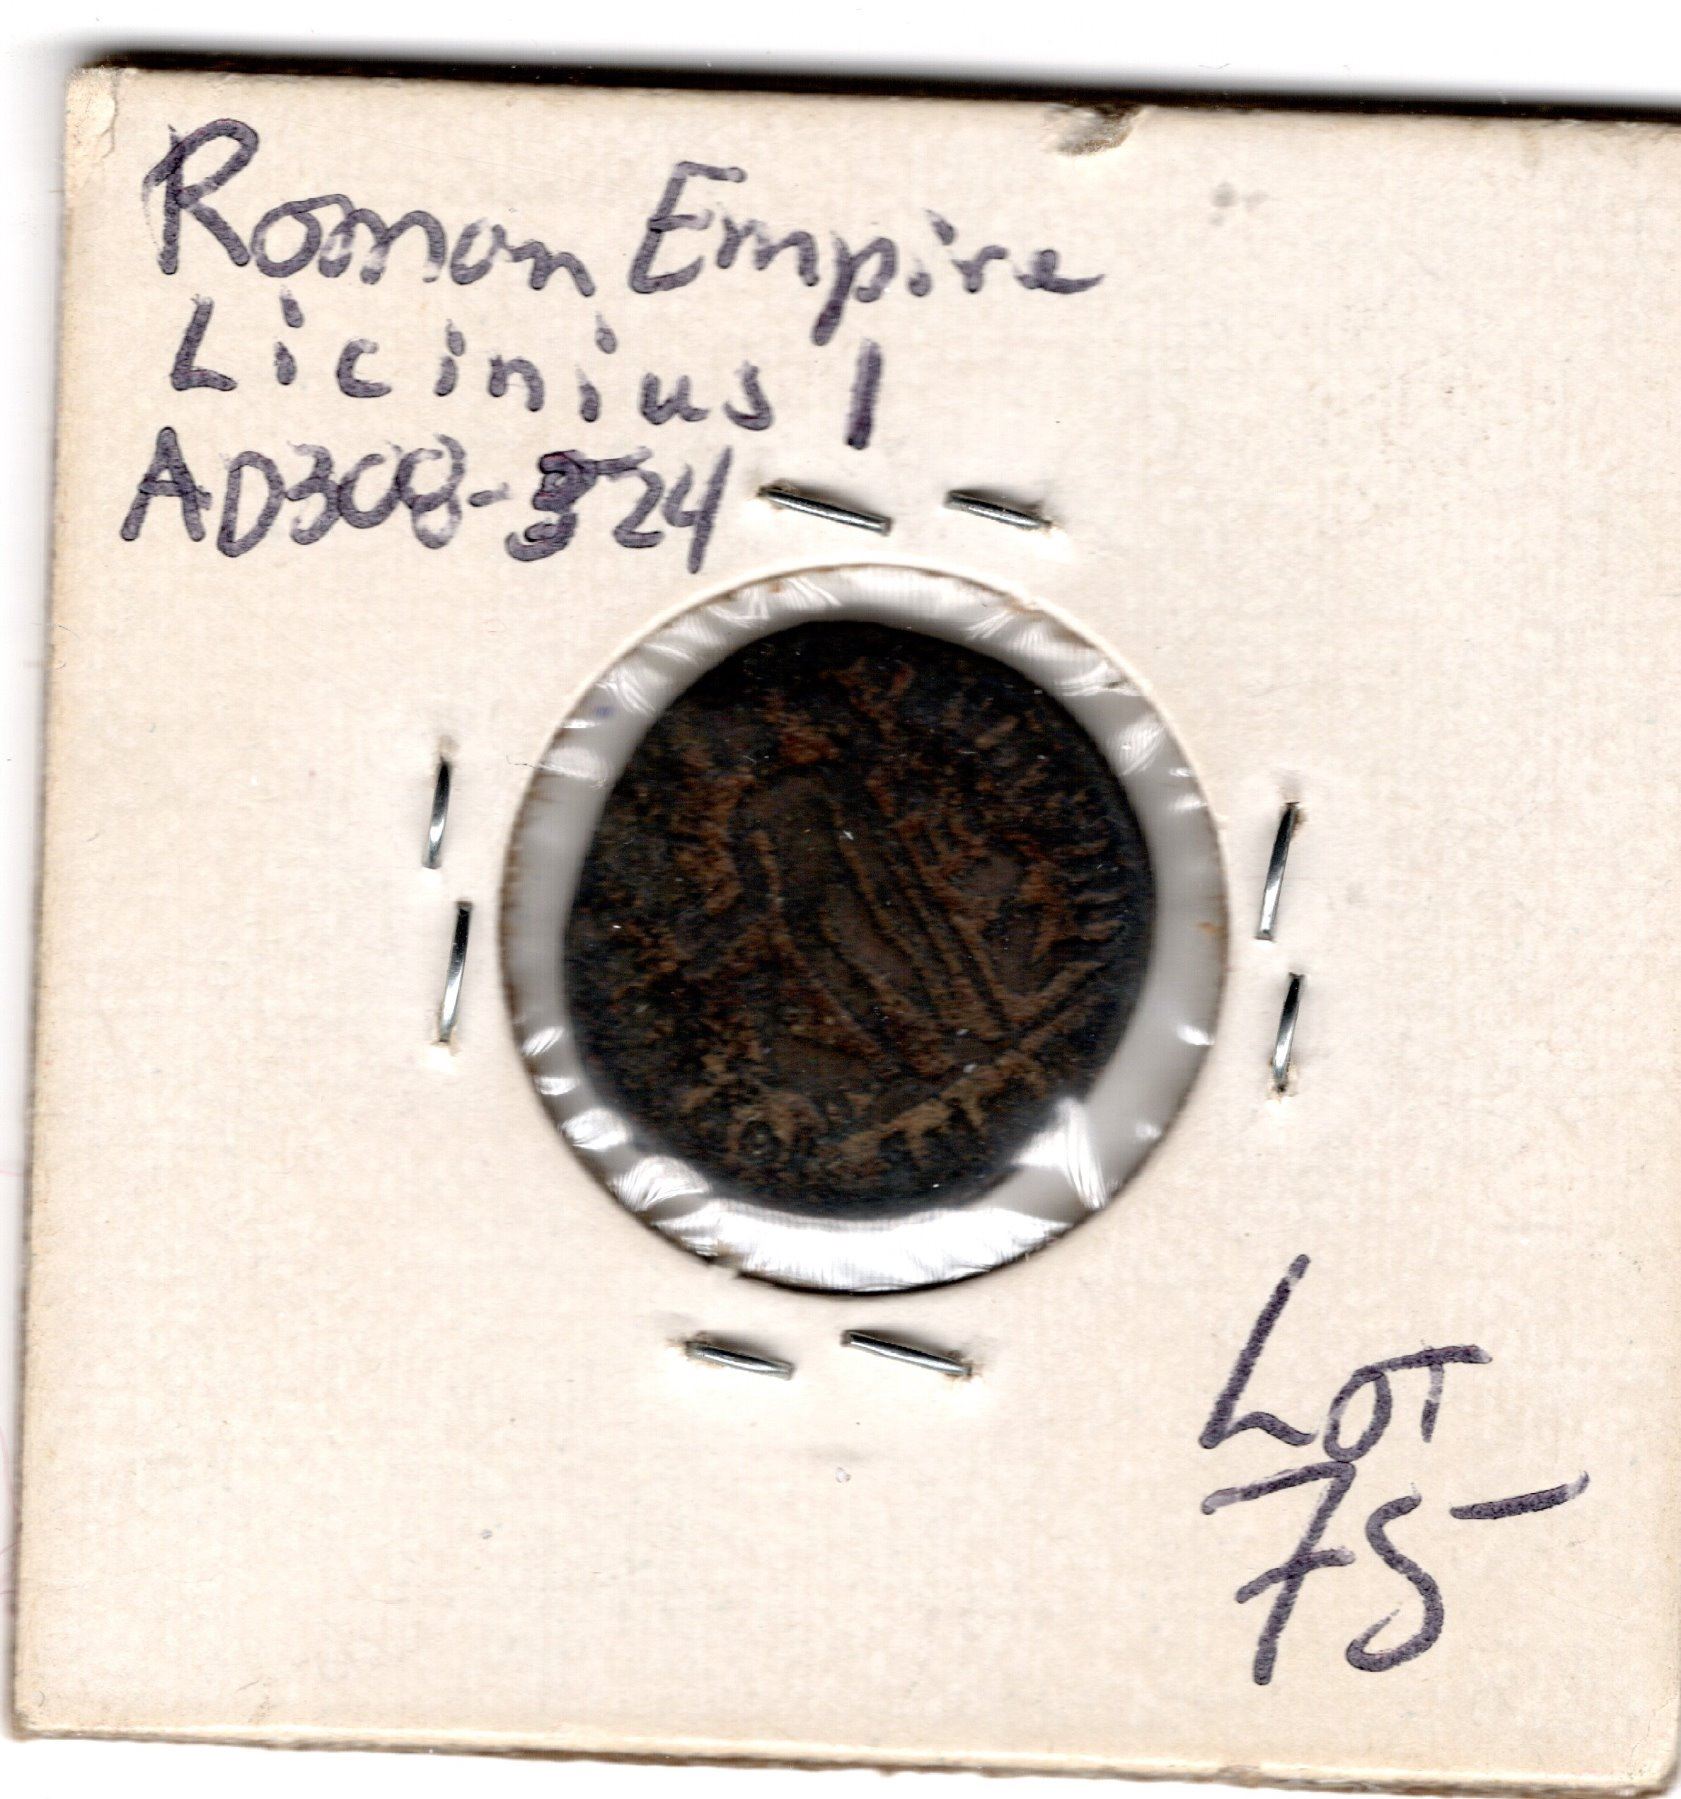 Roman Empire
Licinius I
AD308-324
LOT
75-